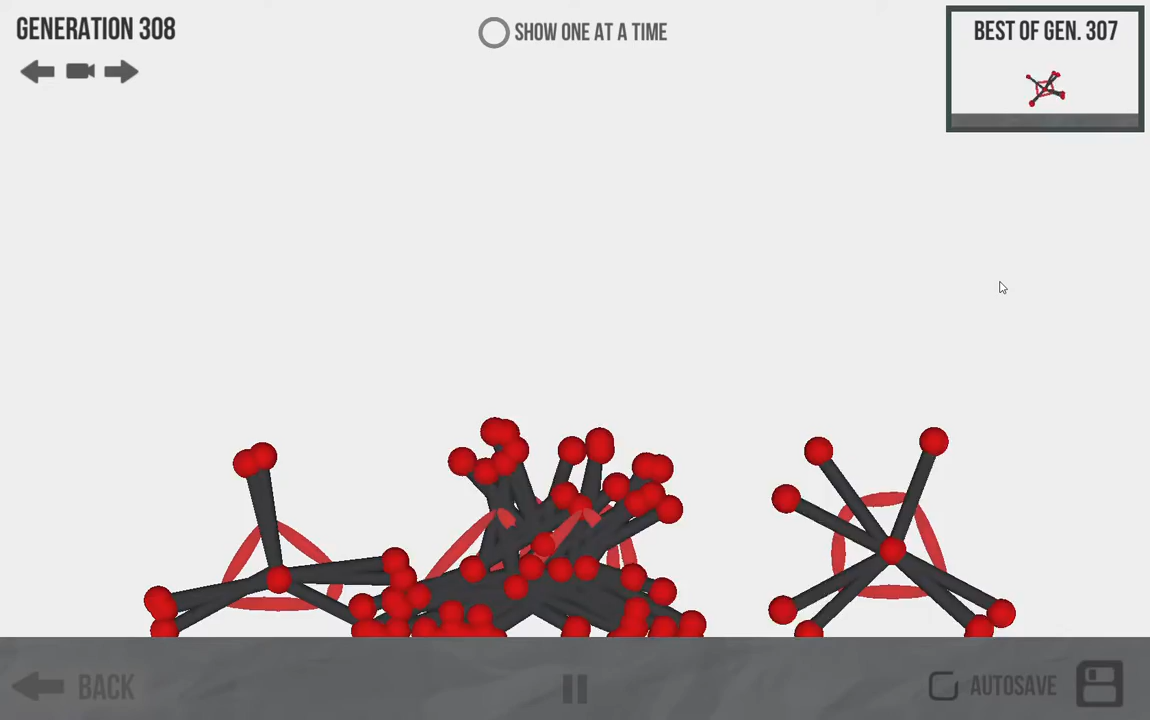 GENERATION 308
SHOW ONE AT A TIME
BEST OF GEN. 307
BACK
AUTOSAVE